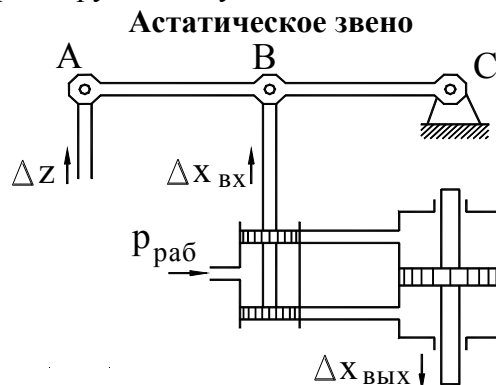 Астатическое звено
A B C
Δz Δx вх
p раб
Δx вых